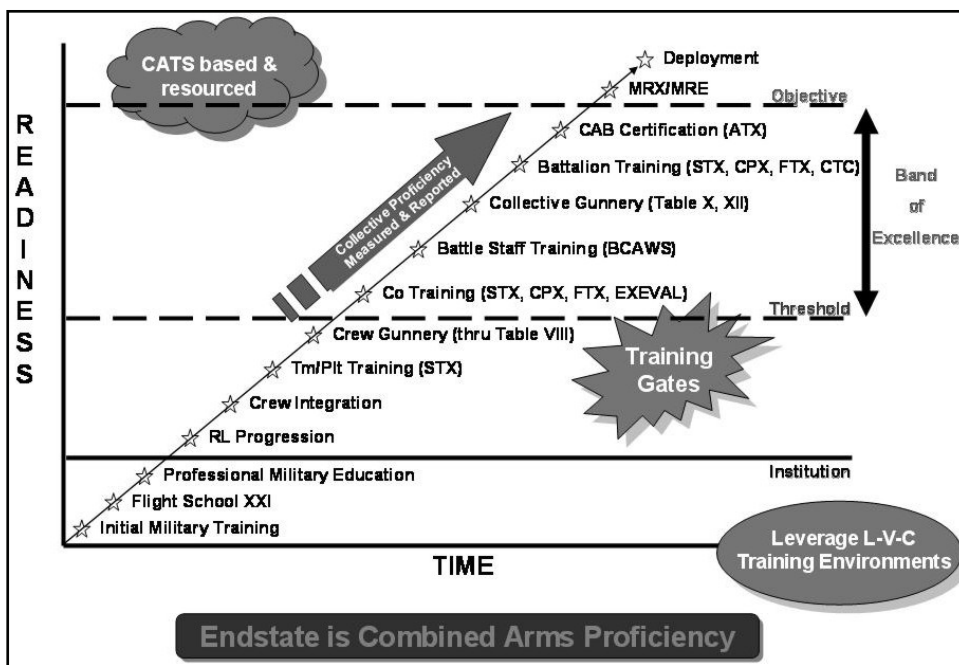 CATS based &
resourced
Deployment
MRX/MRE
Objective
CAB Certification (ATX)
Battalion Training (STX, CPX, FTX, CTC)
Collective Gunnery (Table X, XII)
Battle Staff Training (BCAWS)
Co Training (STX, CPX, FTX, EXEVAL)
Threshold
Crew Gunnery (thru Table VIII)
Tm/Plt Training (STX)
Crew Integration
RL Progression
Professional Military Education
Institution
Flight School XXI
Initial Military Training
Collective Proficiency
Measured & Reported
Band
of
Excellence
Training
Gates
READINESS
TIME
Leverage L-V-C
Training Environments
Endstate is Combined Arms Proficiency